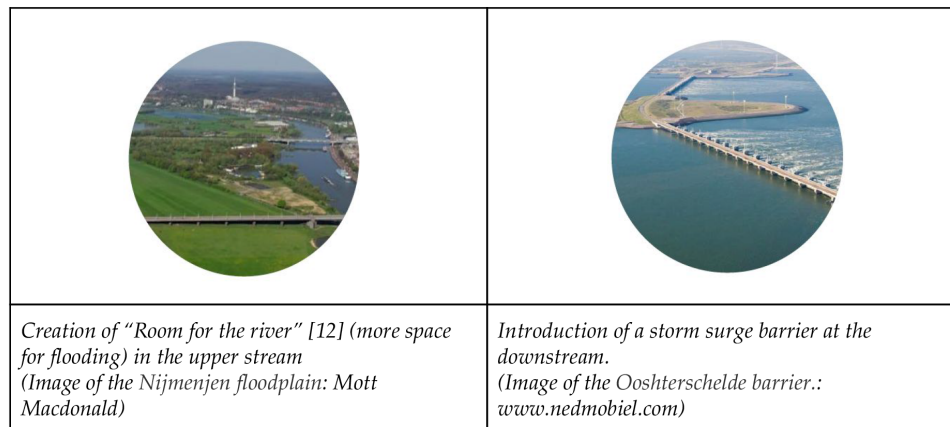 Creation of “Room for the river” [12] (more space
for flooding) in the upper stream
(Image of the Nijmenjen floodplain: Mott
Macdonald)
Introduction of a storm surge barrier at the
downstream.
(Image of the Ooshterschelde barrier.:
www.nedmobiel.com)